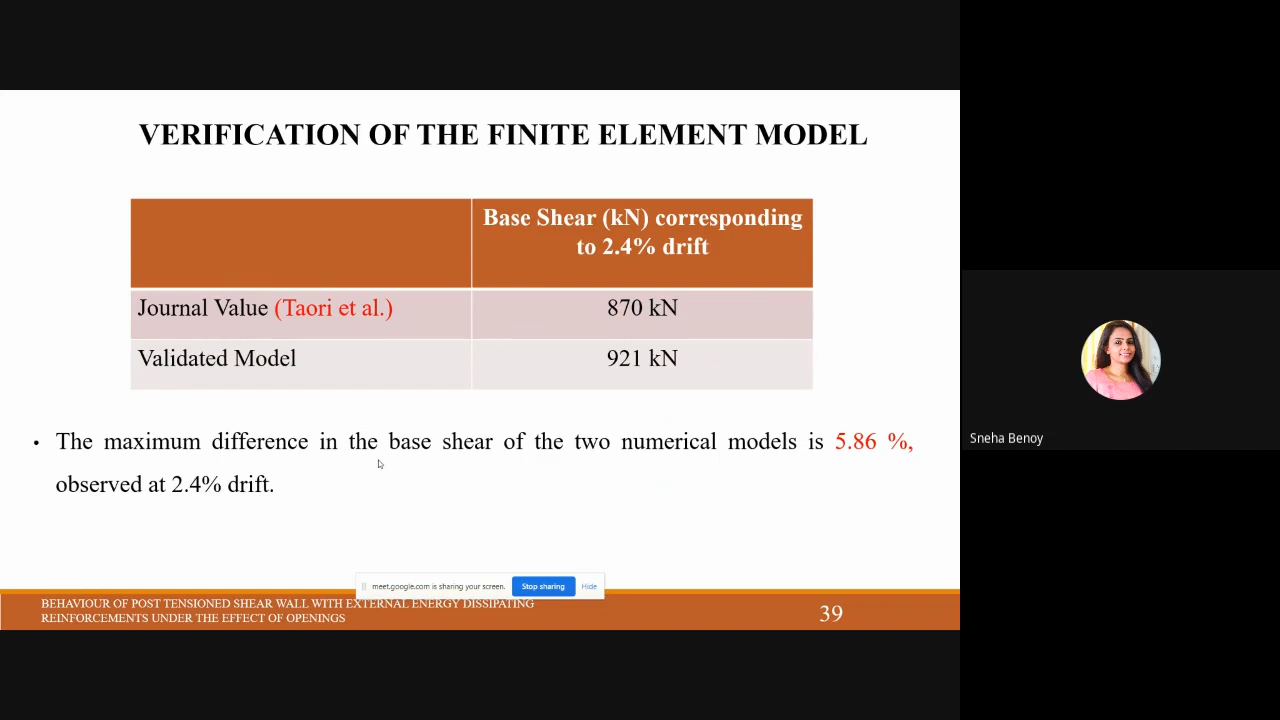 VERIFICATION OF THE FINITE ELEMENT MODEL
Base Shear (kN) corresponding
to 2.4% drift
Journal Value (Taori et al.) 870 kN
Validated Model 921 kN
• The maximum difference in the base shear of the two numerical models is 5.86 %,
observed at 2.4% drift.
meet.google.com is sharing your screen. Stop sharing Hide
BEHAVIOUR OF POST TENSIONED SHEAR WALL WITH EXTERNAL ENERGY DISSIPATING
REINFORCEMENTS UNDER THE EFFECT OF OPENINGS
39
Sneha Benoy